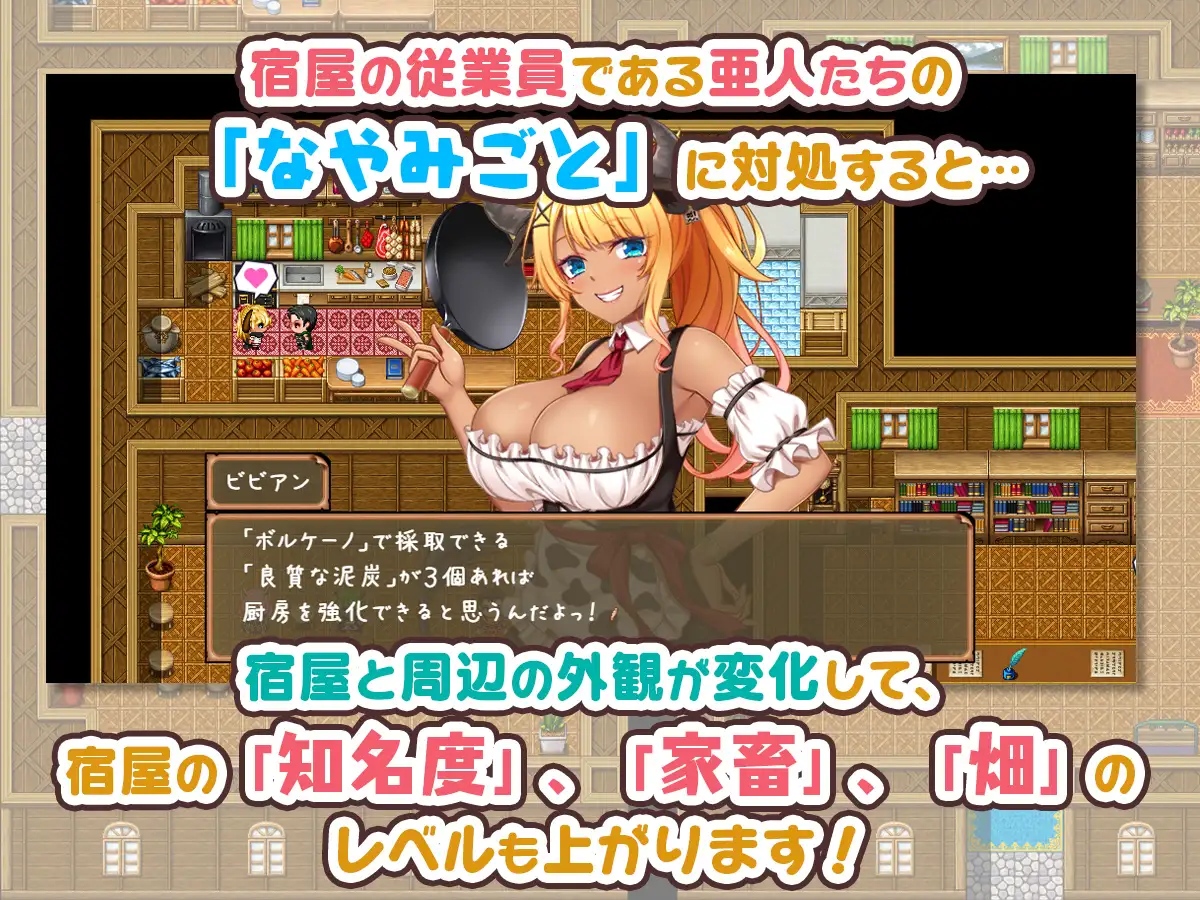 宿屋の従業員である亜人たちの
「なやみごと」に対処すると…
ビビアン
「ボルケーノ」で採取できる
「良質な泥炭」が3個あれば
厨房を強化できると思うんだよっ!
宿屋と周辺の外観が変化して、
宿屋の「知名度」、「家畜」、「畑」の
レベルも上がります!